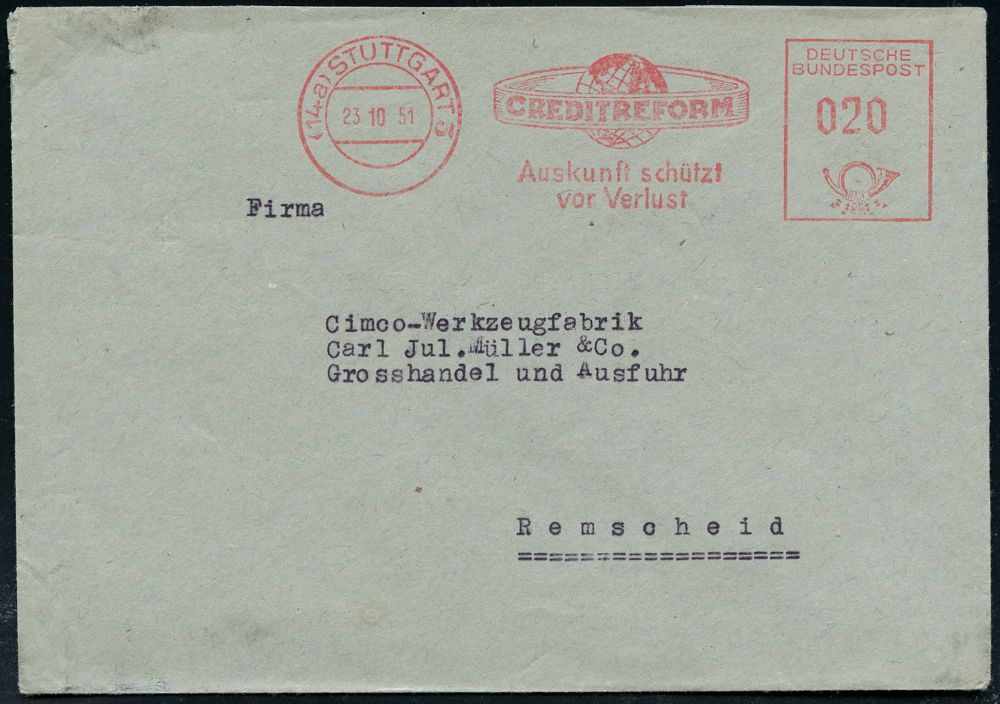 (14a) STUTTGART 5
23.10.51
CREDITREFORM
Auskunft schützt
vor Verlust
DEUTSCHE
BUNDESPOST
020
Firma
Cimco-Werkzeugfabrik
Carl Jul.Müller &Co.
Grosshandel und Ausfuhr
Remscheid
==================